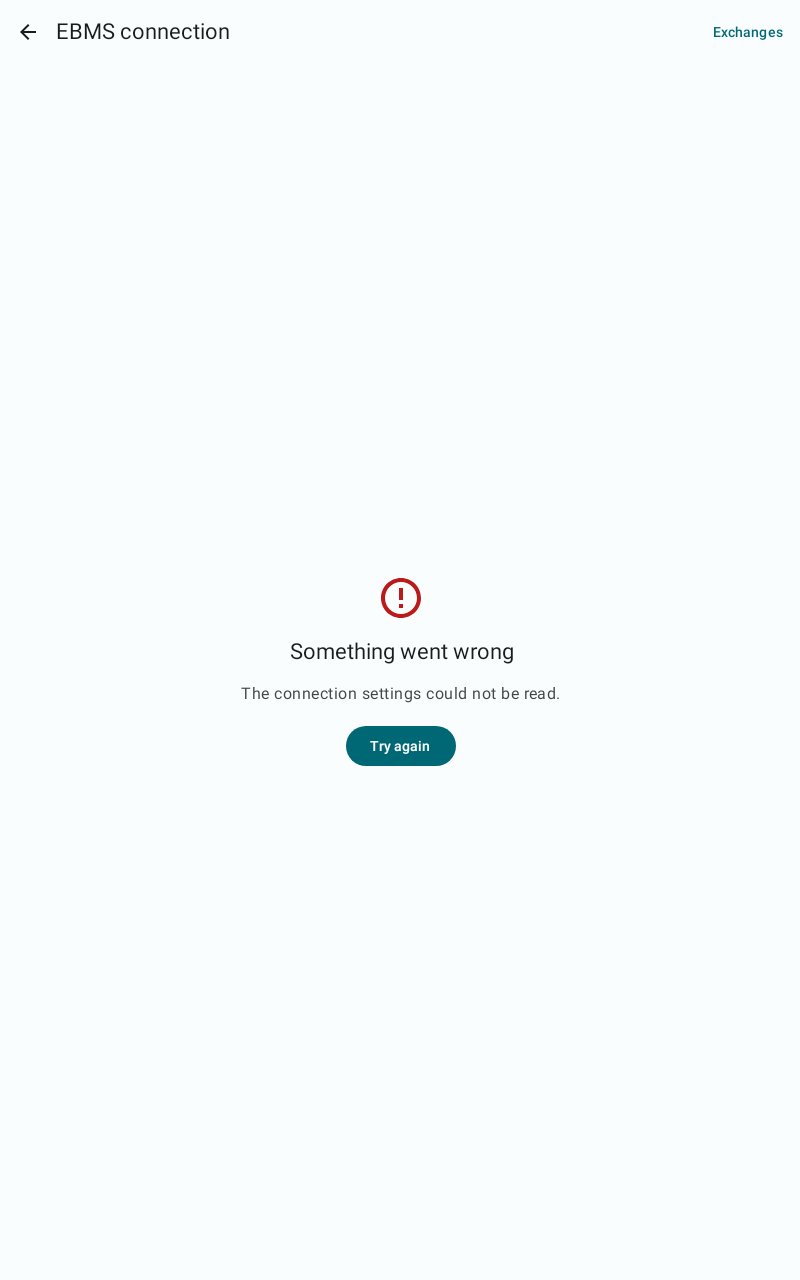 EBMS connection
Exchanges
Something went wrong
The connection settings could not be read.
Try again